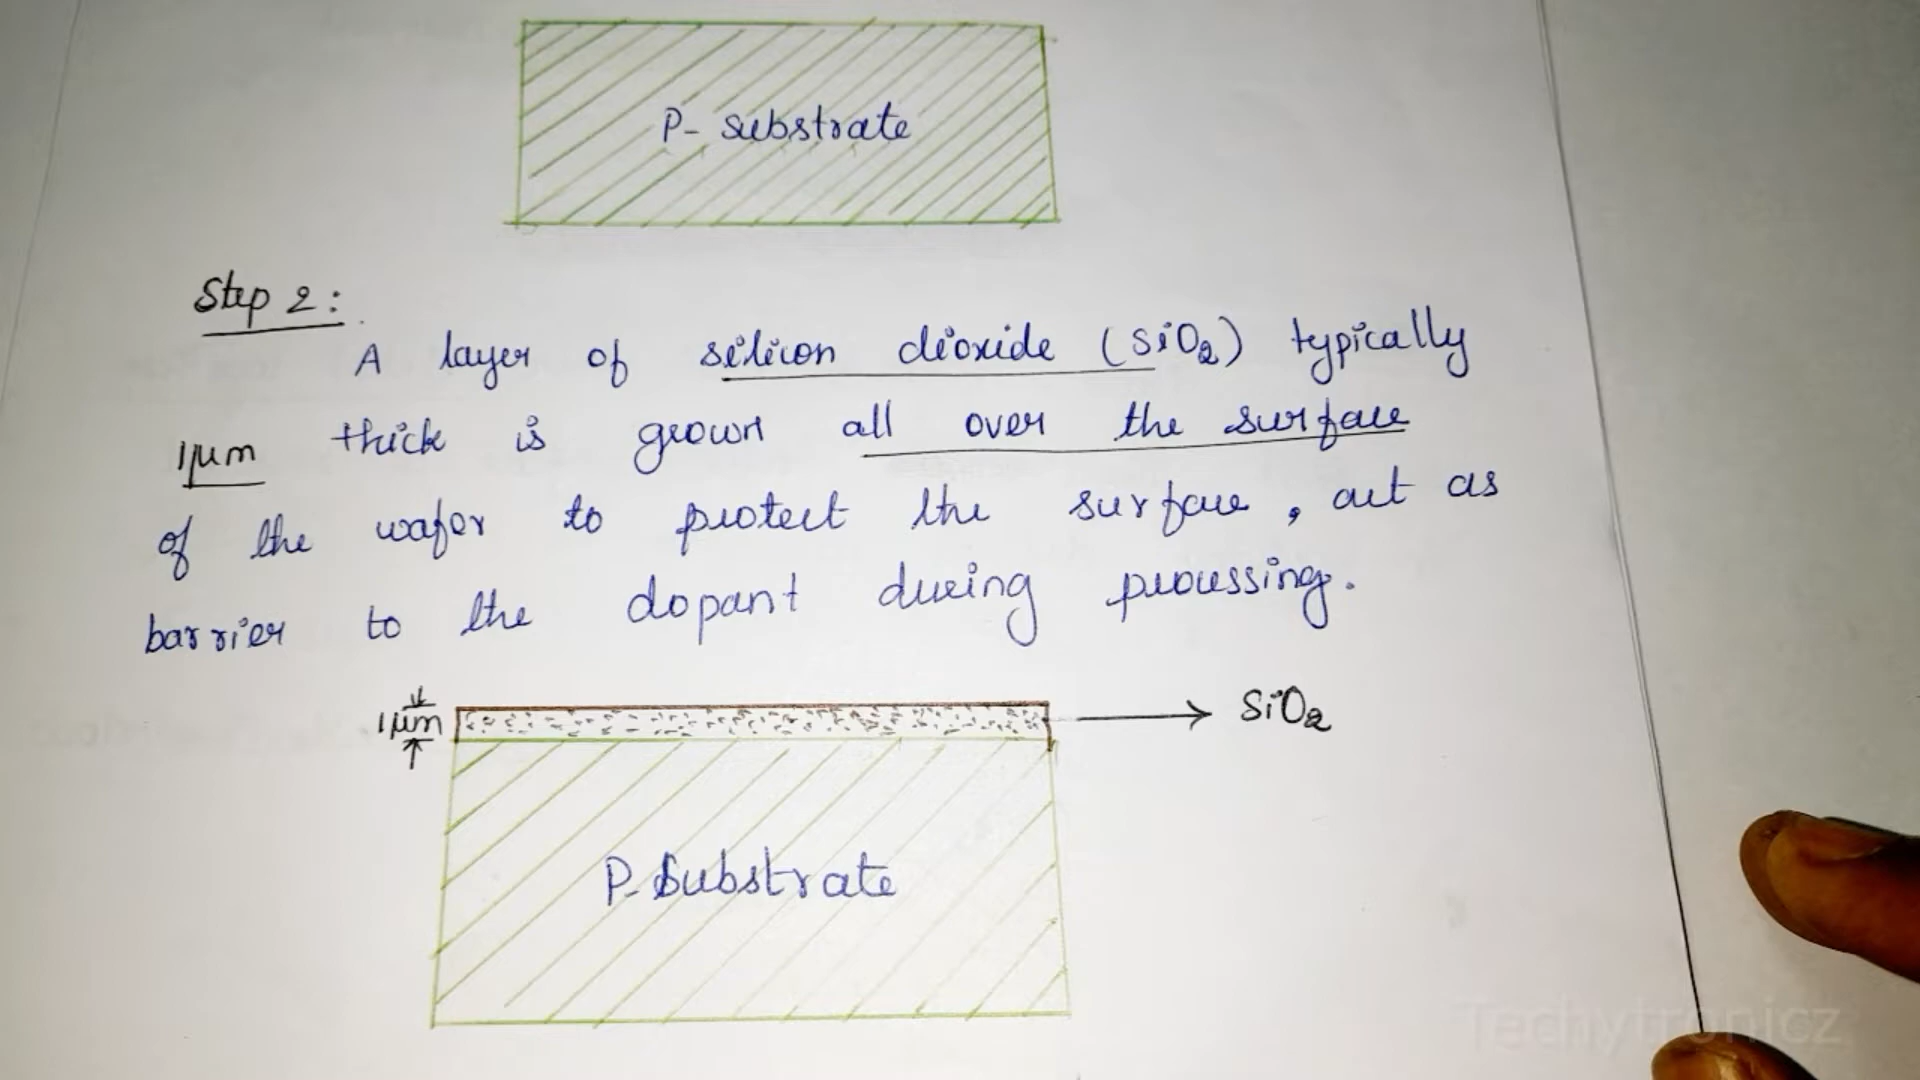 P- substrate
Step 2:
A layer of silicon dioxide (SiO₂) typically
1μm thick is grown all over the surface
of the wafer to protect the surface, act as
barrier to the dopant during processing.
1μm
SiO₂
P-Substrate
Techytronicz